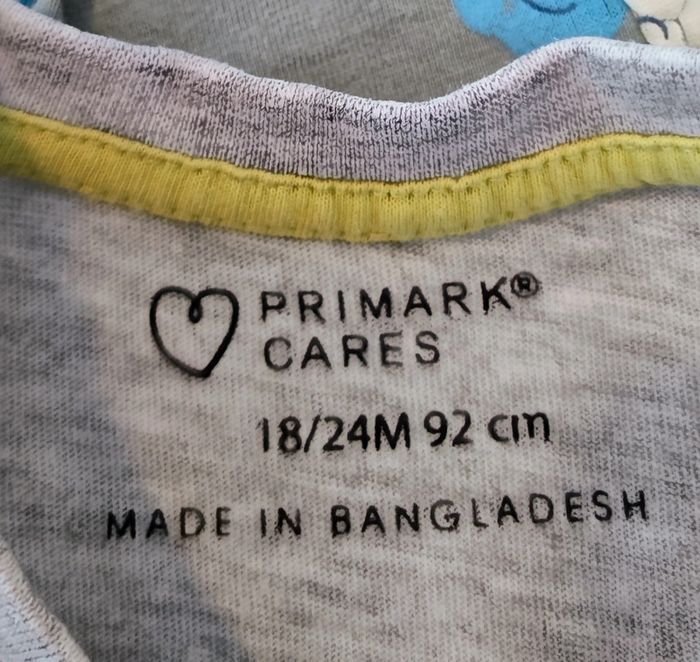 PRIMARK®
CARES
18/24M 92 cm
MADE IN BANGLADESH